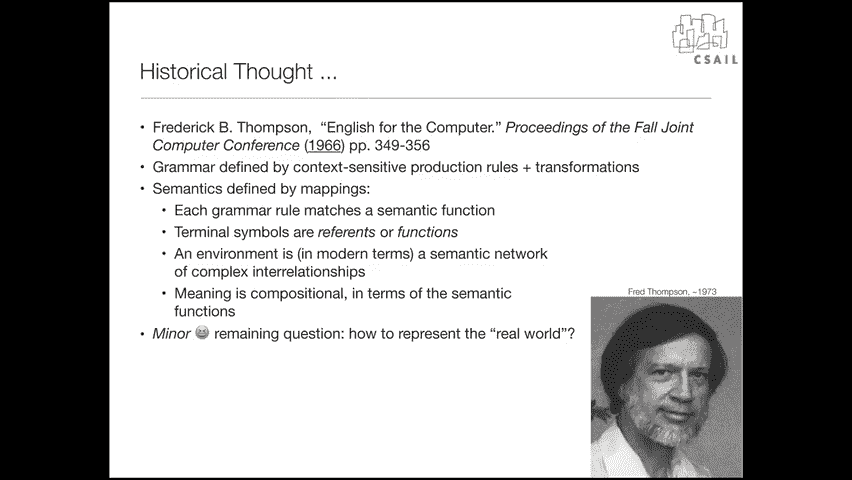 CSAIL
Historical Thought ...
• Frederick B. Thompson, “English for the Computer.” Proceedings of the Fall Joint
Computer Conference (1966) pp. 349-356
• Grammar defined by context-sensitive production rules + transformations
• Semantics defined by mappings:
• Each grammar rule matches a semantic function
• Terminal symbols are referents or functions
• An environment is (in modern terms) a semantic network
of complex interrelationships
• Meaning is compositional, in terms of the semantic
functions
Fred Thompson, ~1973
• Minor 😆 remaining question: how to represent the “real world”?